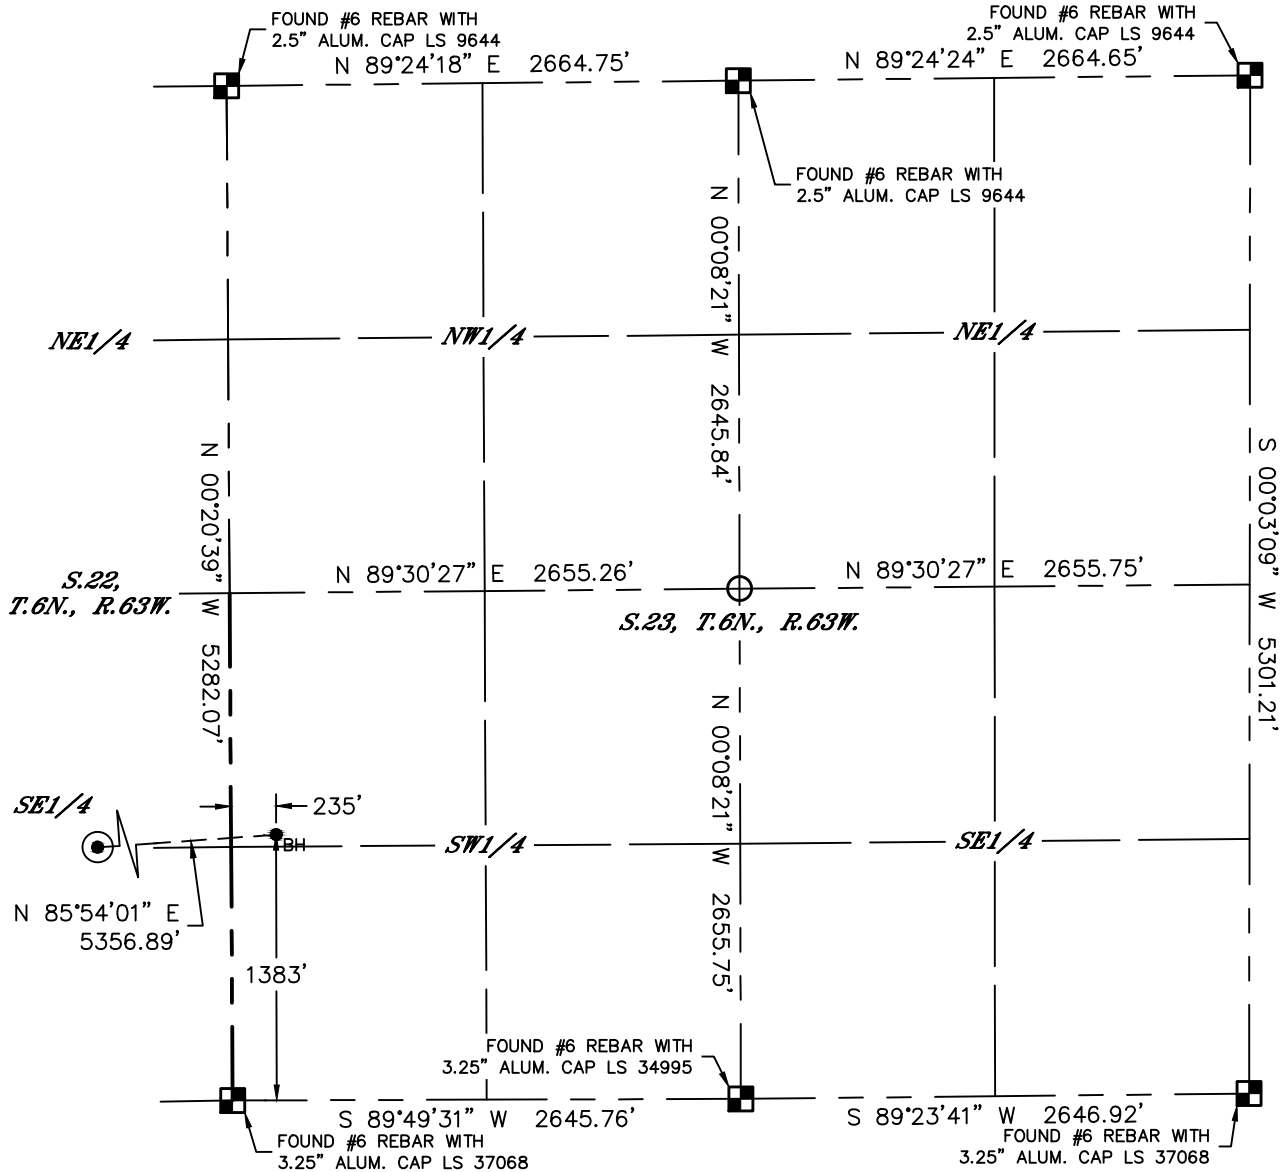 FOUND #6 REBAR WITH
2.5" ALUM. CAP LS 9644
FOUND #6 REBAR WITH
2.5" ALUM. CAP LS 9644
N 89°24'18" E 2664.75'
N 89°24'24" E 2664.65'
FOUND #6 REBAR WITH
2.5" ALUM. CAP LS 9644
N 00°08'21" W 2645.84'
NE1/4
NW1/4
NE1/4
N 00°20'39" W 5282.07'
S 00°03'09" W 5301.21'
S.22,
T.6N., R.63W.
N 89°30'27" E 2655.26'
N 89°30'27" E 2655.75'
S.23, T.6N., R.63W.
N 00°08'21" W 2655.75'
SE1/4
235'
BH
SW1/4
SE1/4
N 85°54'01" E
5356.89'
1383'
FOUND #6 REBAR WITH
3.25" ALUM. CAP LS 34995
S 89°49'31" W 2645.76'
S 89°23'41" W 2646.92'
FOUND #6 REBAR WITH
3.25" ALUM. CAP LS 37068
FOUND #6 REBAR WITH
3.25" ALUM. CAP LS 37068